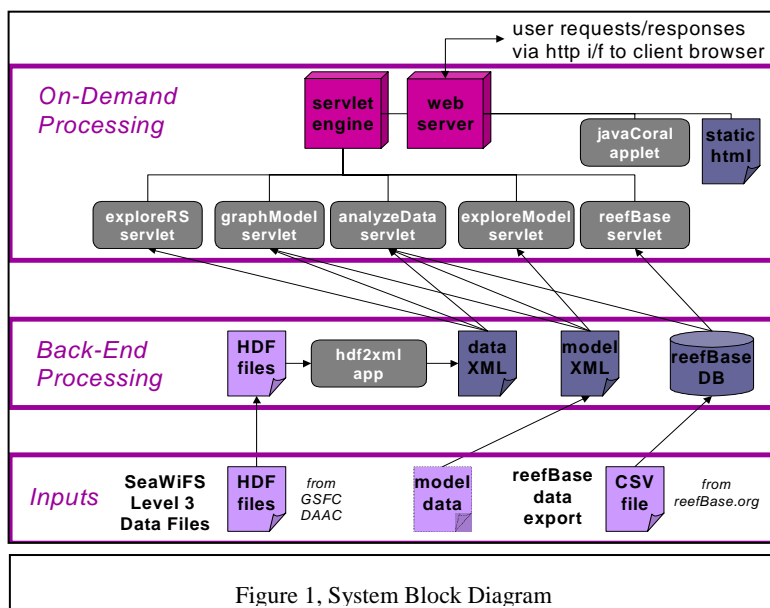 user requests/responses
via http i/f to client browser
On-Demand
Processing
servlet
engine
web
server
javaCoral
applet
static
html
exploreRS
servlet
graphModel
servlet
analyzeData
servlet
exploreModel
servlet
reefBase
servlet
Back-End
Processing
HDF
files
hdf2xml
app
data
XML
model
XML
reefBase
DB
Inputs
SeaWiFS
Level 3
Data Files
HDF
files
from
GSFC
DAAC
model
data
reefBase
data
export
CSV
file
from
reefBase.org
Figure 1, System Block Diagram